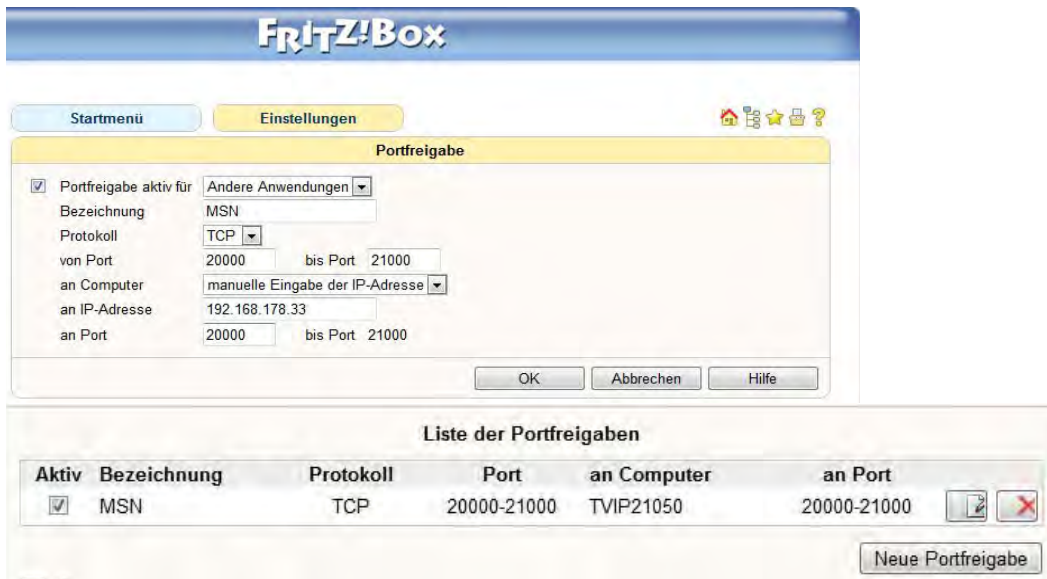 FRITZ!Box
Startmenü Einstellungen
Portfreigabe
Portfreigabe aktiv für Andere Anwendungen
Bezeichnung MSN
Protokoll TCP
von Port 20000 bis Port 21000
an Computer manuelle Eingabe der IP-Adresse
an IP-Adresse 192.168.178.33
an Port 20000 bis Port 21000
OK Abbrechen Hilfe
Liste der Portfreigaben
Aktiv Bezeichnung Protokoll Port an Computer an Port
MSN TCP 20000-21000 TVIP21050 20000-21000
Neue Portfreigabe